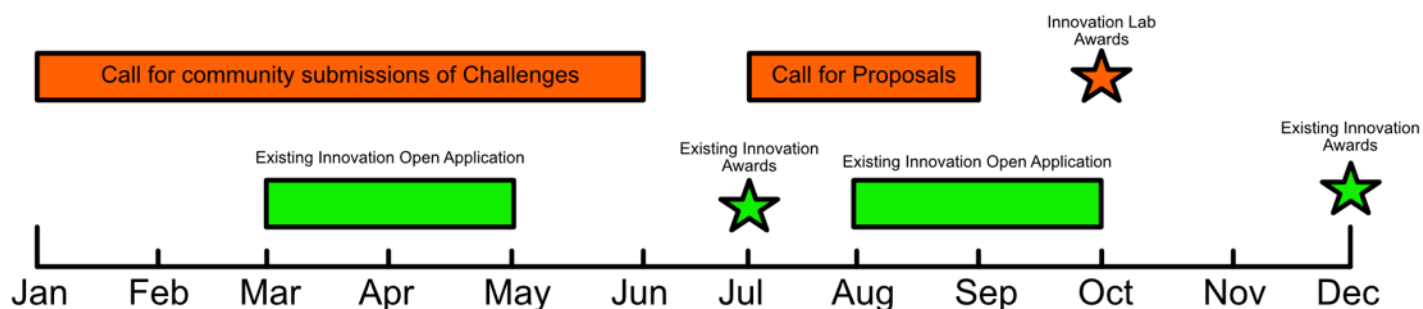 Innovation Lab
Awards
Call for community submissions of Challenges
Call for Proposals
Existing Innovation
Awards
Existing Innovation Open Application
Existing Innovation
Awards
Existing Innovation Open Application
Jan Feb Mar Apr May Jun Jul Aug Sep Oct Nov Dec